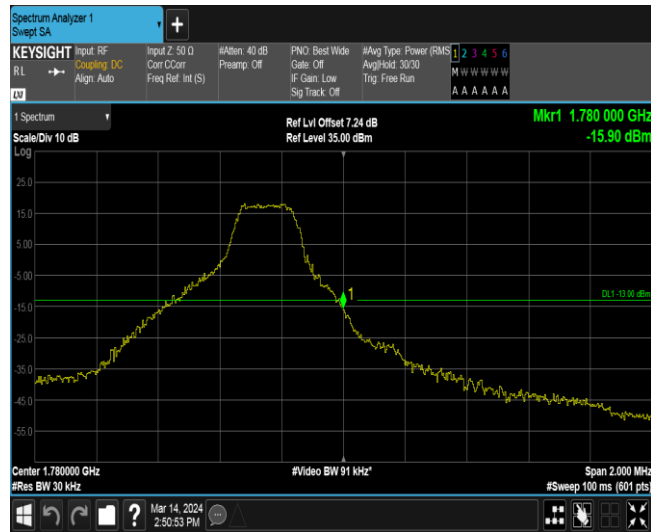 Spectrum Analyzer 1
Swept SA
KEYSIGHT
RL
LXI
Input: RF
Coupling: DC
Align: Auto
Input Z: 50 Ω
Corr CCorr
Freq Ref: Int (S)
#Atten: 40 dB
Preamp: Off
PNO: Best Wide
Gate: Off
IF Gain: Low
Sig Track: Off
#Avg Type: Power (RMS
Avg|Hold: 30/30
Trig: Free Run
1 2 3 4 5 6
M W W W W W
A A A A A A
1 Spectrum
Scale/Div 10 dB
Log
Ref Lvl Offset 7.24 dB
Ref Level 35.00 dBm
Mkr1 1.780 000 GHz
-15.90 dBm
25.0
15.0
5.00
-5.00
1
DL1 -13.00 dBm
-15.0
-25.0
-35.0
-45.0
-55.0
Center 1.780000 GHz
#Video BW 91 kHz*
Span 2.000 MHz
#Res BW 30 kHz
#Sweep 100 ms (601 pts)
?
Mar 14, 2024
2:50:53 PM